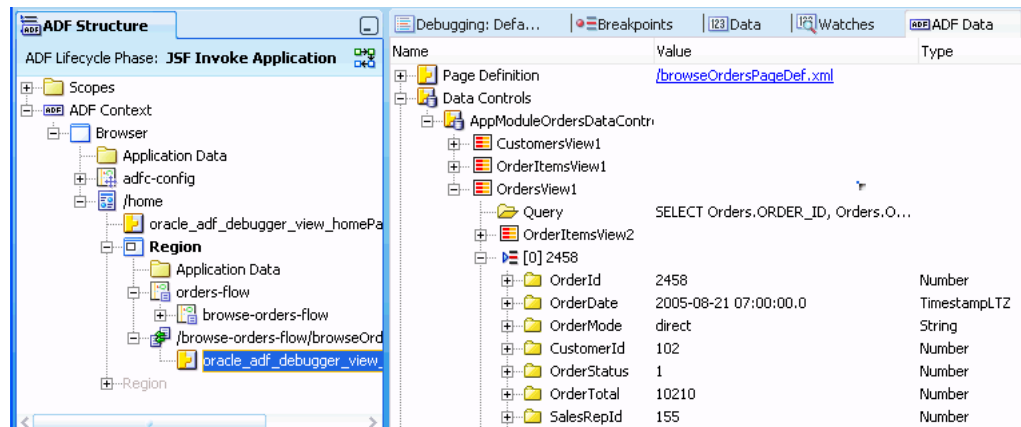 ADF Structure
ADF Lifecycle Phase: JSF Invoke Application
Scopes
ADF ADF Context
Browser
Application Data
adfc-config
/home
oracle_adf_debugger_view_homePa
Region
Application Data
orders-flow
browse-orders-flow
/browse-orders-flow/browseOrd
oracle_adf_debugger_view_
Region
Debugging: Defa... Breakpoints Data Watches ADF ADF Data
Name Value Type
Page Definition /browseOrdersPageDef.xml
Data Controls
AppModuleOrdersDataContr
CustomersView1
OrderItemsView1
OrdersView1
Query SELECT Orders.ORDER_ID, Orders.O...
OrderItemsView2
[0] 2458
OrderId 2458 Number
OrderDate 2005-08-21 07:00:00.0 TimestampLTZ
OrderMode direct String
CustomerId 102 Number
OrderStatus 1 Number
OrderTotal 10210 Number
SalesRepId 155 Number